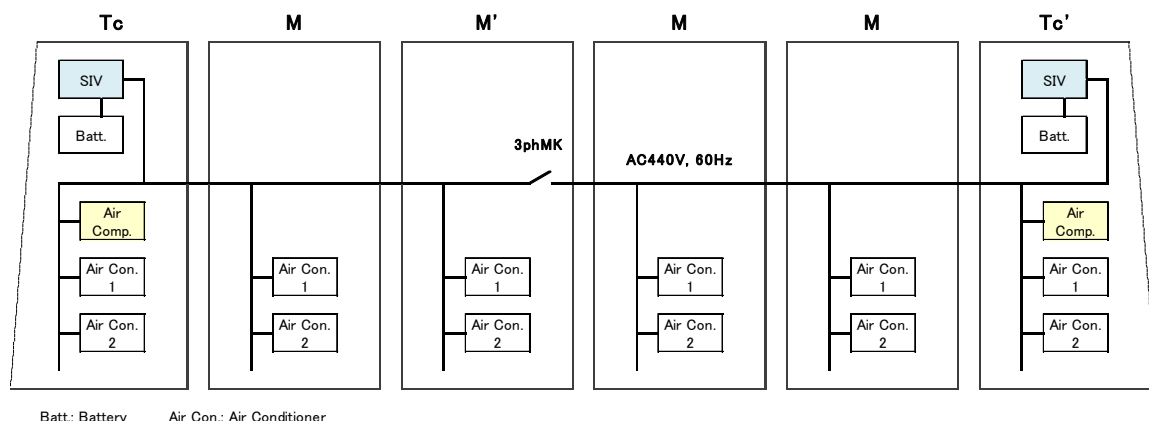 Tc M M' M M Tc'
SIV SIV
Batt. Batt.
3phMK
AC440V, 60Hz
Air
Comp.
Air
Comp.
Air Con.
1
Air Con.
1
Air Con.
1
Air Con.
1
Air Con.
1
Air Con.
1
Air Con.
2
Air Con.
2
Air Con.
2
Air Con.
2
Air Con.
2
Air Con.
2
Batt.: Battery Air Con.: Air Conditioner